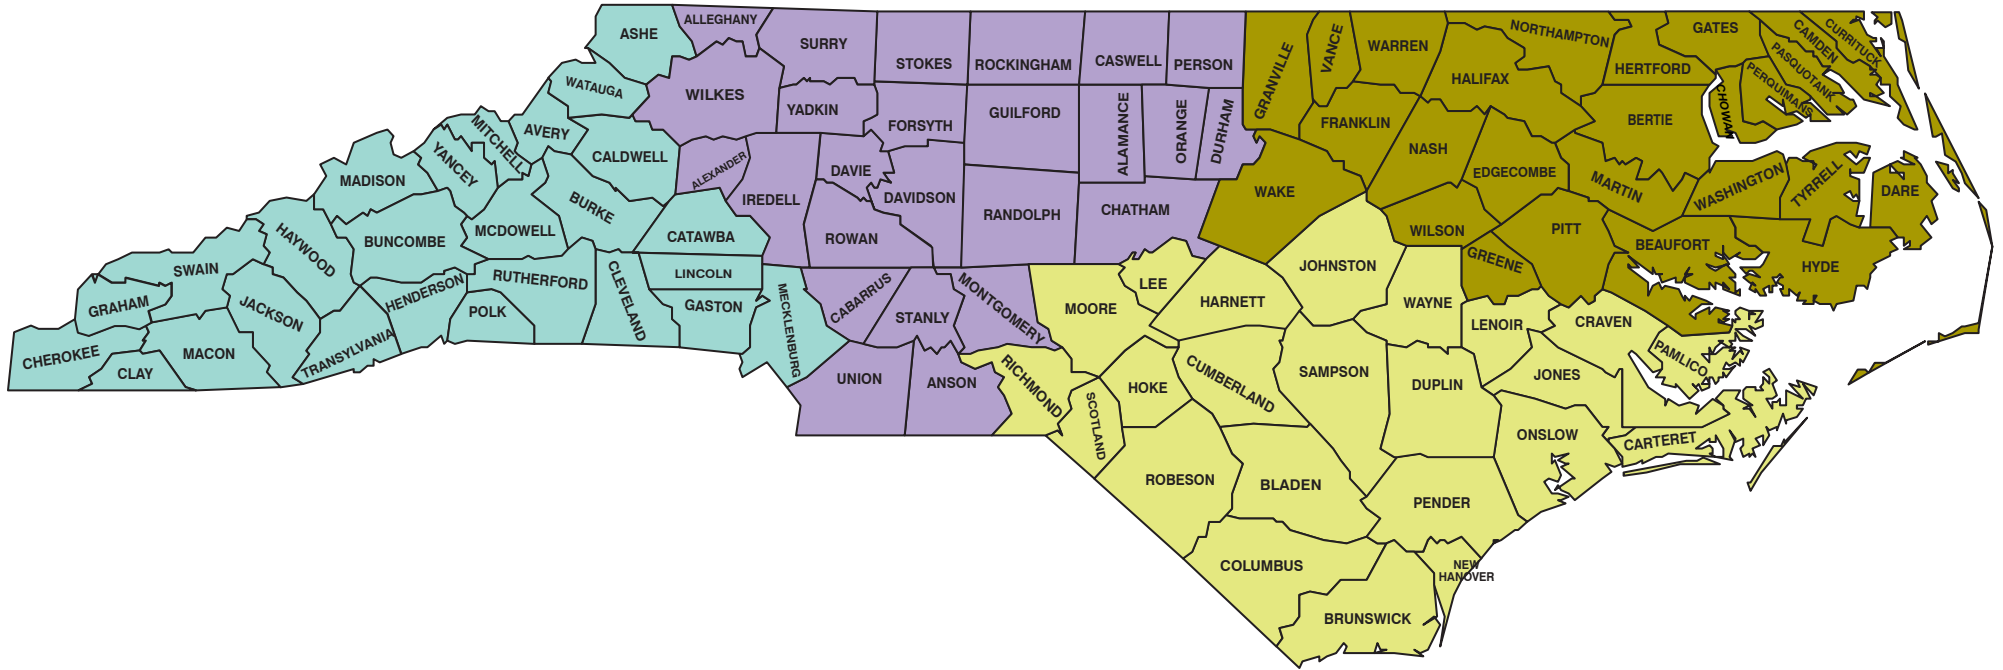 ASHE
ALLEGHANY
SURRY
STOKES
ROCKINGHAM
CASWELL
PERSON
GRANVILLE
VANCE
WARREN
NORTHAMPTON
GATES
CAMDEN
CURRITUCK
HERTFORD
PASQUOTANK
PERQUIMANS
CHOWAN
HALIFAX
WATAUGA
WILKES
YADKIN
FORSYTH
GUILFORD
ALAMANCE
ORANGE
DURHAM
FRANKLIN
NASH
EDGECOMBE
BERTIE
MITCHELL
AVERY
CALDWELL
ALEXANDER
IREDELL
DAVIE
DAVIDSON
RANDOLPH
CHATHAM
WAKE
WILSON
MARTIN
WASHINGTON
TYRRELL
DARE
MADISON
YANCEY
BURKE
MCDOWELL
BUNCOMBE
HAYWOOD
CATAWBA
ROWAN
LINCOLN
JOHNSTON
GREENE
PITT
BEAUFORT
HYDE
SWAIN
GRAHAM
JACKSON
HENDERSON
RUTHERFORD
POLK
CLEVELAND
GASTON
MECKLENBURG
CABARRUS
STANLY
MONTGOMERY
MOORE
LEE
HARNETT
WAYNE
LENOIR
CRAVEN
PAMLICO
CHEROKEE
CLAY
MACON
TRANSYLVANIA
UNION
ANSON
RICHMOND
SCOTLAND
HOKE
CUMBERLAND
SAMPSON
DUPLIN
JONES
ONSLOW
CARTERET
ROBESON
BLADEN
PENDER
COLUMBUS
NEW
HANOVER
BRUNSWICK